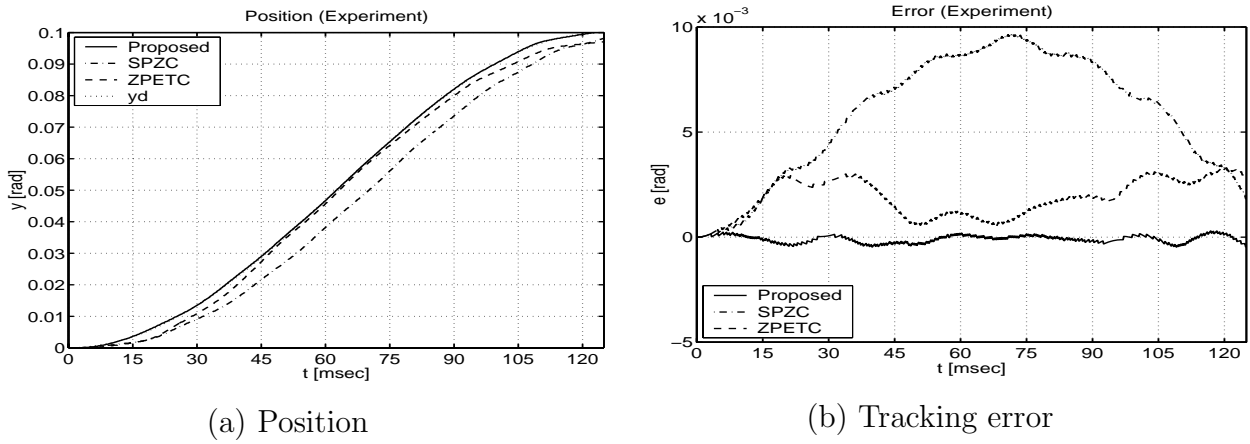 Position (Experiment)
0.1
0.09
0.08
0.07
0.06
0.05
0.04
0.03
0.02
0.01
0
y [rad]
Proposed
SPZC
ZPETC
yd
0 15 30 45 60 75 90 105 120
t [msec]
(a) Position
Error (Experiment)
10 × 10⁻³
5
0
−5
e [rad]
Proposed
SPZC
ZPETC
0 15 30 45 60 75 90 105 120
t [msec]
(b) Tracking error